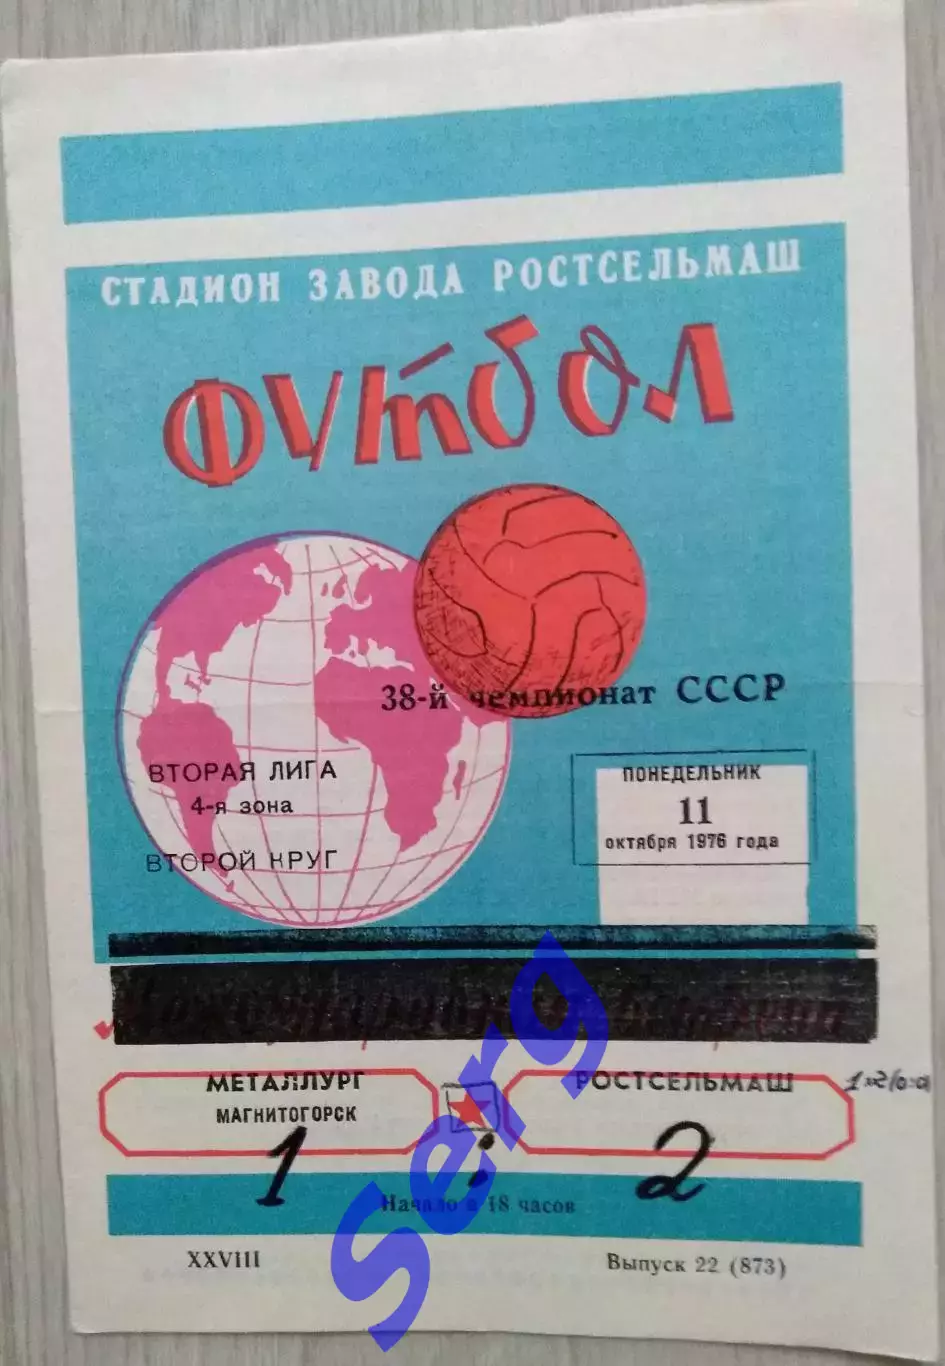 СТАДИОН ЗАВОДА РОСТСЕЛЬМАШ
ФУТБОЛ
38-й чемпионат СССР
ВТОРАЯ ЛИГА
4-я зона
ВТОРОЙ КРУГ
ПОНЕДЕЛЬНИК
11
октября 1976 года
МЕТАЛЛУРГ
МАГНИТОГОРСК
РОСТСЕЛЬМАШ
1 : 2
Начало в 18 часов
XXVIII
Выпуск 22 (873)
Serg